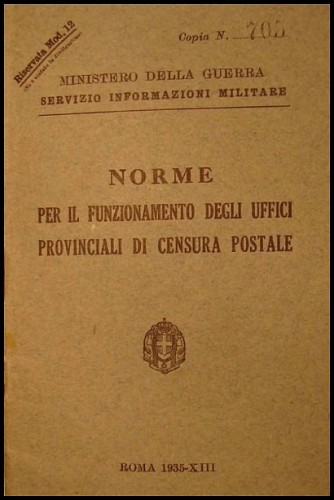 Riservata Mod. 12
Copia N. 705
MINISTERO DELLA GUERRA
SERVIZIO INFORMAZIONI MILITARE
NORME
PER IL FUNZIONAMENTO DEGLI UFFICI
PROVINCIALI DI CENSURA POSTALE
ROMA 1935-XIII